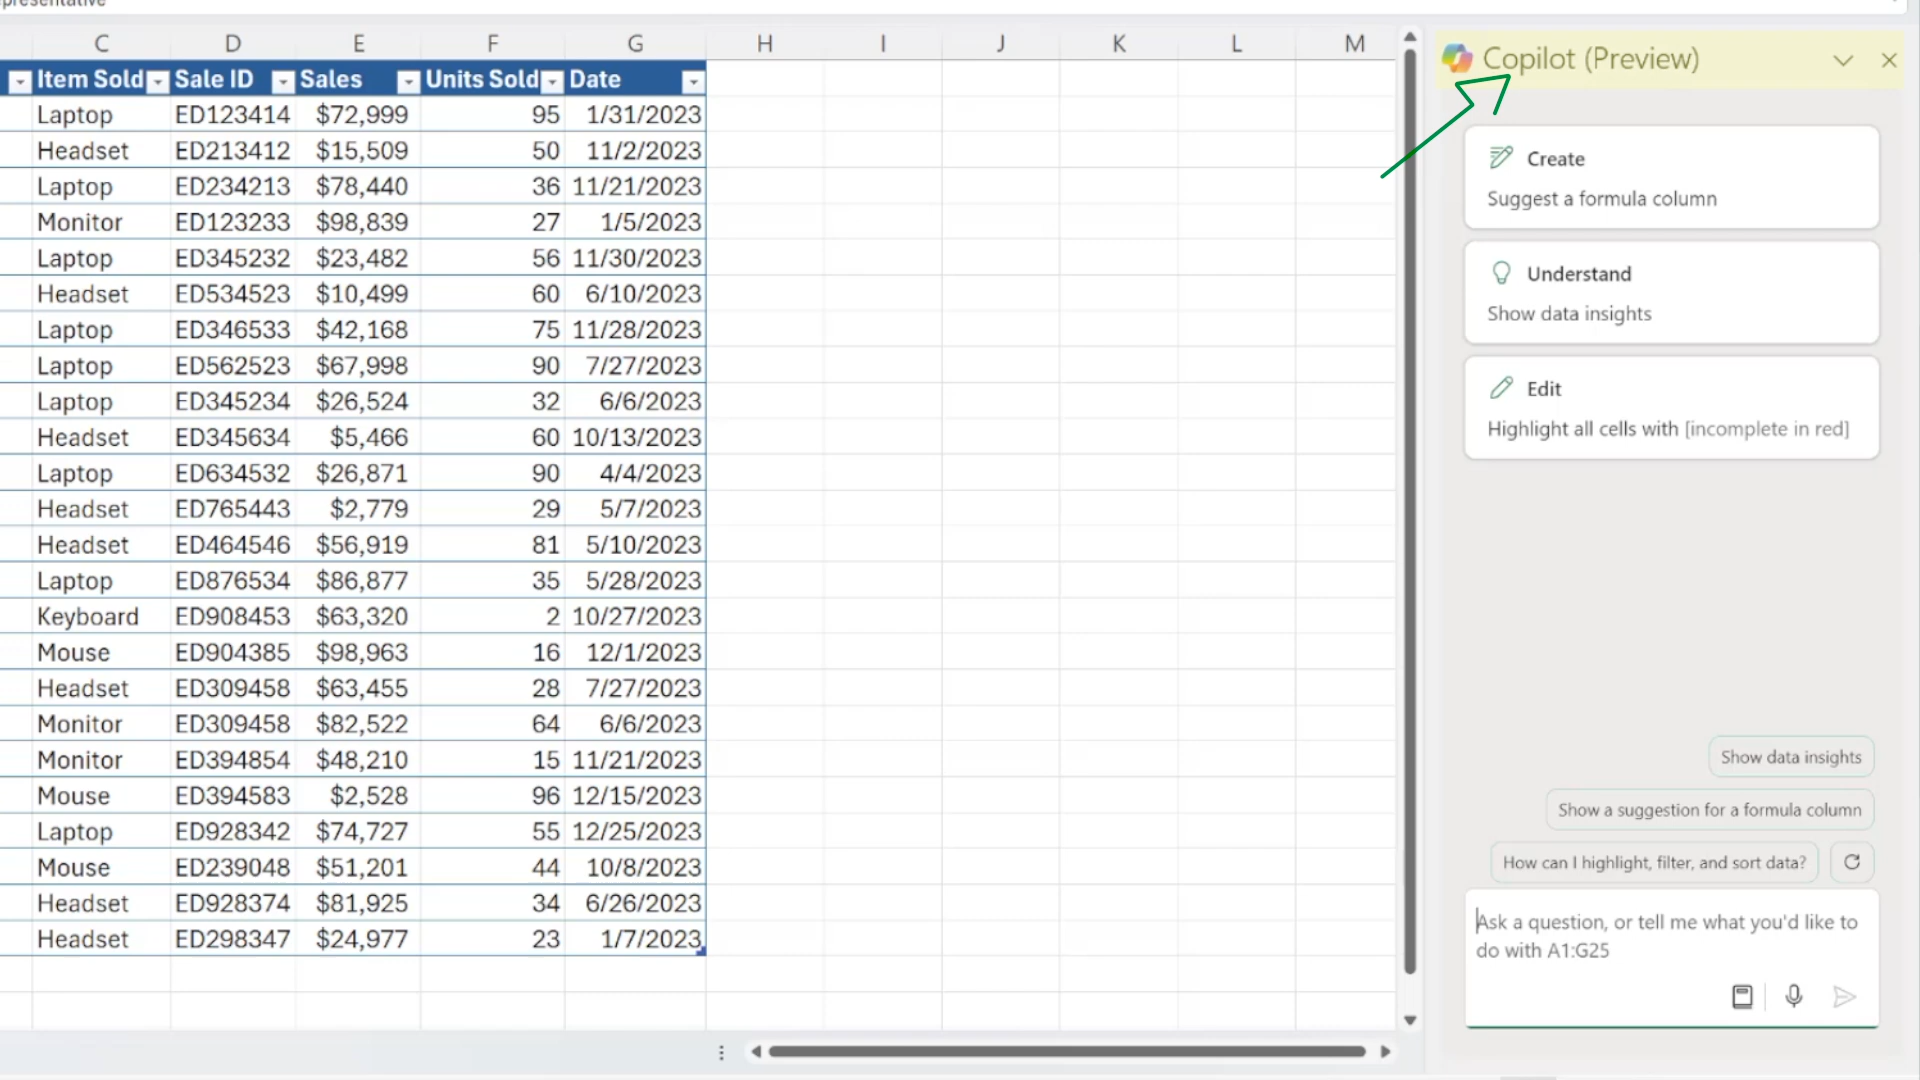 presentative
C D E F G H I J K L M
Item Sold Sale ID Sales Units Sold Date
Laptop ED123414 $72,999 95 1/31/2023
Headset ED213412 $15,509 50 11/2/2023
Laptop ED234213 $78,440 36 11/21/2023
Monitor ED123233 $98,839 27 1/5/2023
Laptop ED345232 $23,482 56 11/30/2023
Headset ED534523 $10,499 60 6/10/2023
Laptop ED346533 $42,168 75 11/28/2023
Laptop ED562523 $67,998 90 7/27/2023
Laptop ED345234 $26,524 32 6/6/2023
Headset ED345634 $5,466 60 10/13/2023
Laptop ED634532 $26,871 90 4/4/2023
Headset ED765443 $2,779 29 5/7/2023
Headset ED464546 $56,919 81 5/10/2023
Laptop ED876534 $86,877 35 5/28/2023
Keyboard ED908453 $63,320 2 10/27/2023
Mouse ED904385 $98,963 16 12/1/2023
Headset ED309458 $63,455 28 7/27/2023
Monitor ED309458 $82,522 64 6/6/2023
Monitor ED394854 $48,210 15 11/21/2023
Mouse ED394583 $2,528 96 12/15/2023
Laptop ED928342 $74,727 55 12/25/2023
Mouse ED239048 $51,201 44 10/8/2023
Headset ED928374 $81,925 34 6/26/2023
Headset ED298347 $24,977 23 1/7/2023
Copilot (Preview)
Create
Suggest a formula column
Understand
Show data insights
Edit
Highlight all cells with [incomplete in red]
Show data insights
Show a suggestion for a formula column
How can I highlight, filter, and sort data?
Ask a question, or tell me what you'd like to
do with A1:G25